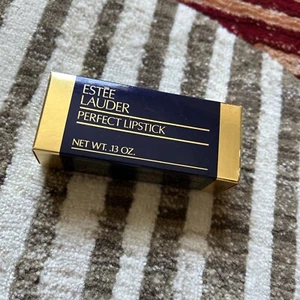 ESTĒE
LAUDER
PERFECT LIPSTICK
NET WT. .13 OZ.